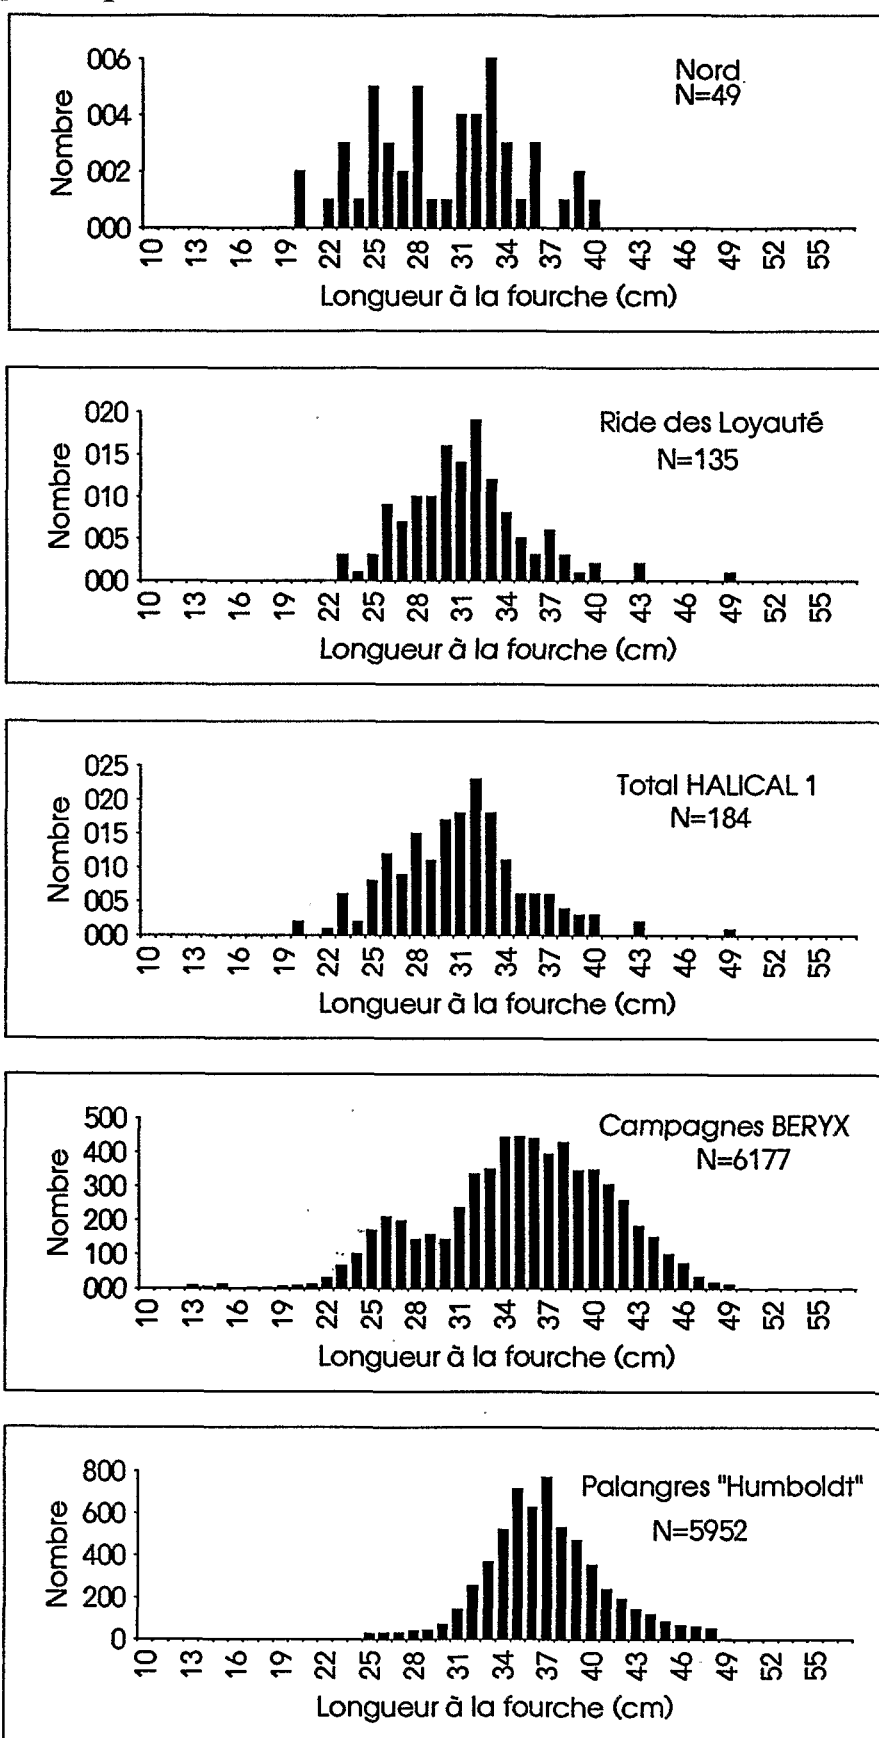 Nord
N=49
Nombre
006
004
002
000
10 13 16 19 22 25 28 31 34 37 40 43 46 49 52 55
Longueur à la fourche (cm)
Ride des Loyauté
N=135
Nombre
020
015
010
005
000
10 13 16 19 22 25 28 31 34 37 40 43 46 49 52 55
Longueur à la fourche (cm)
Total HALICAL 1
N=184
Nombre
025
020
015
010
005
000
10 13 16 19 22 25 28 31 34 37 40 43 46 49 52 55
Longueur à la fourche (cm)
Campagnes BERYX
N=6177
Nombre
500
400
300
200
100
000
10 13 16 19 22 25 28 31 34 37 40 43 46 49 52 55
Longueur à la fourche (cm)
Palangres "Humboldt"
N=5952
Nombre
800
600
400
200
0
10 13 16 19 22 25 28 31 34 37 40 43 46 49 52 55
Longueur à la fourche (cm)